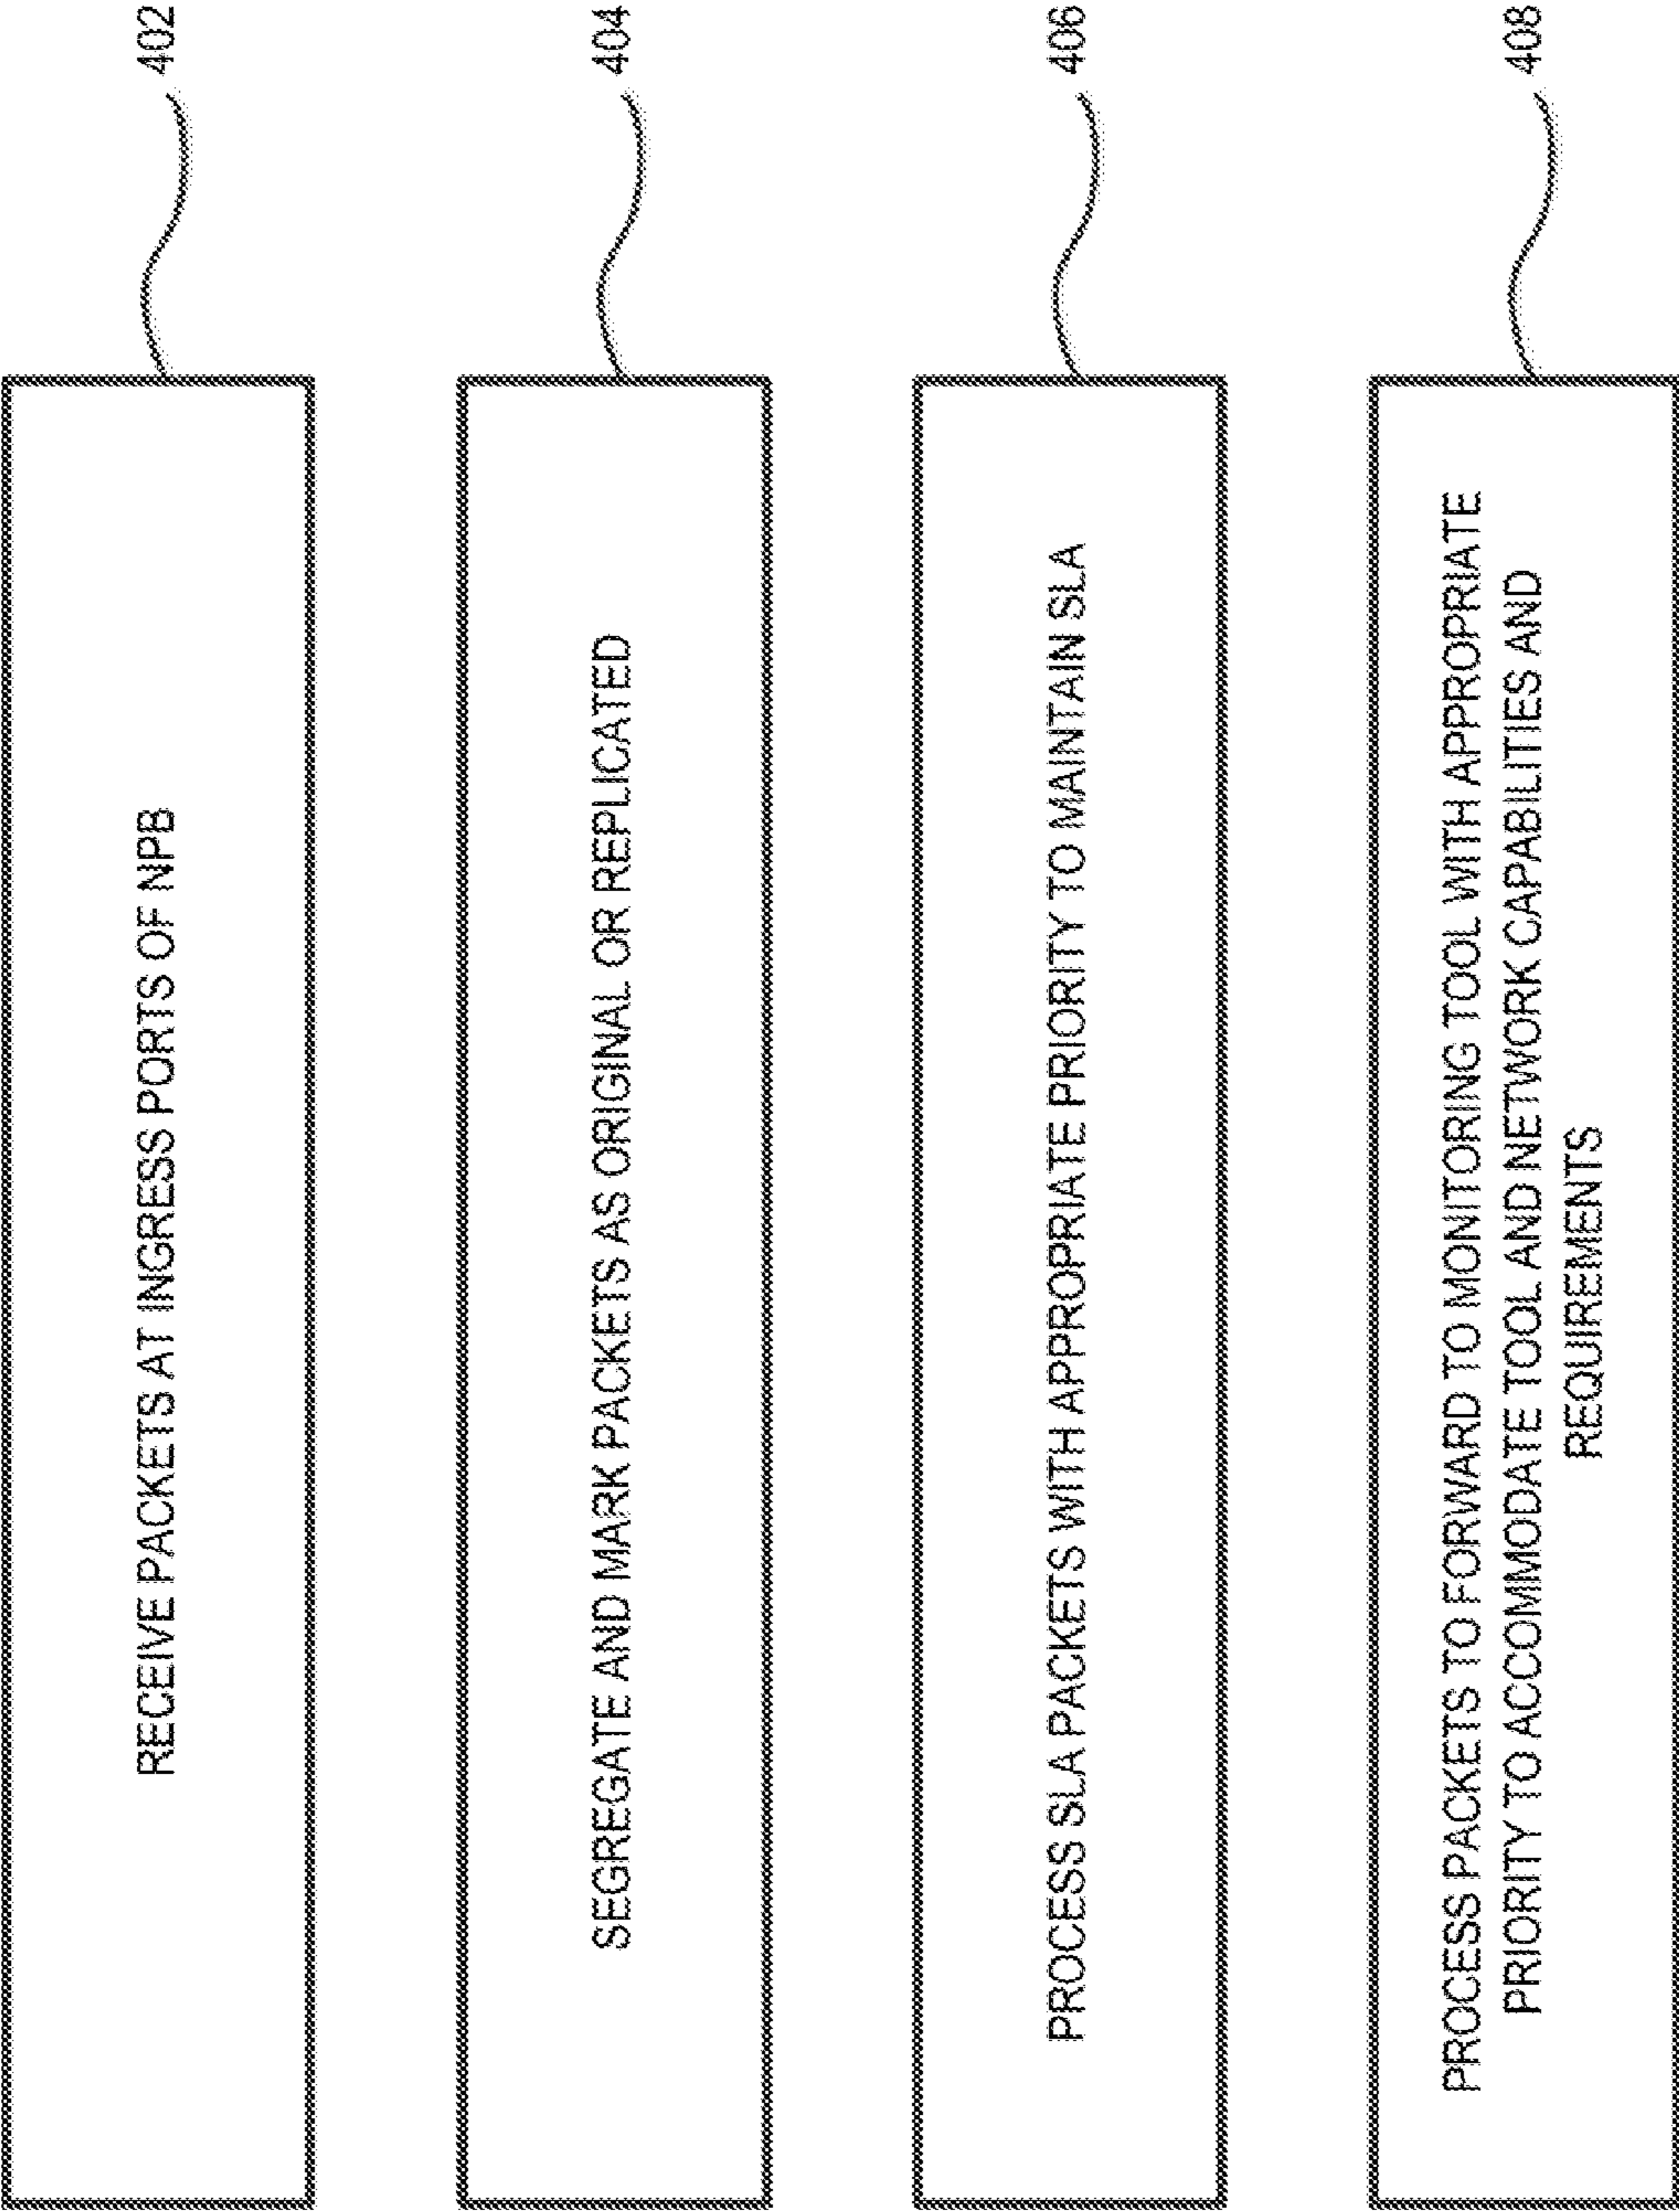 RECEIVE PACKETS AT INGRESS PORTS OF NPB
402
SEGREGATE AND MARK PACKETS AS ORIGINAL OR REPLICATED
404
PROCESS SLA PACKETS WITH APPROPRIATE PRIORITY TO MAINTAIN SLA
406
PROCESS PACKETS TO FORWARD TO MONITORING TOOL WITH APPROPRIATE
PRIORITY TO ACCOMMODATE TOOL AND NETWORK CAPABILITIES AND
REQUIREMENTS
408